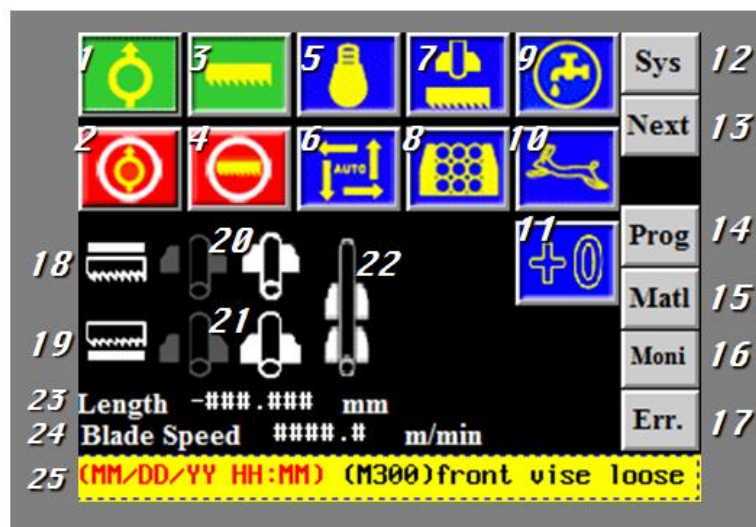 1 3 5 7 9 Sys 12
Next 13
2 4 6 AUTO 8 10
11 +0 Prog 14
18 20 22 Matl 15
19 21 Moni 16
23 Length -###.### mm
24 Blade Speed ####.# m/min Err. 17
25 (MM/DD/YY HH:MM) (M300)front vise loose